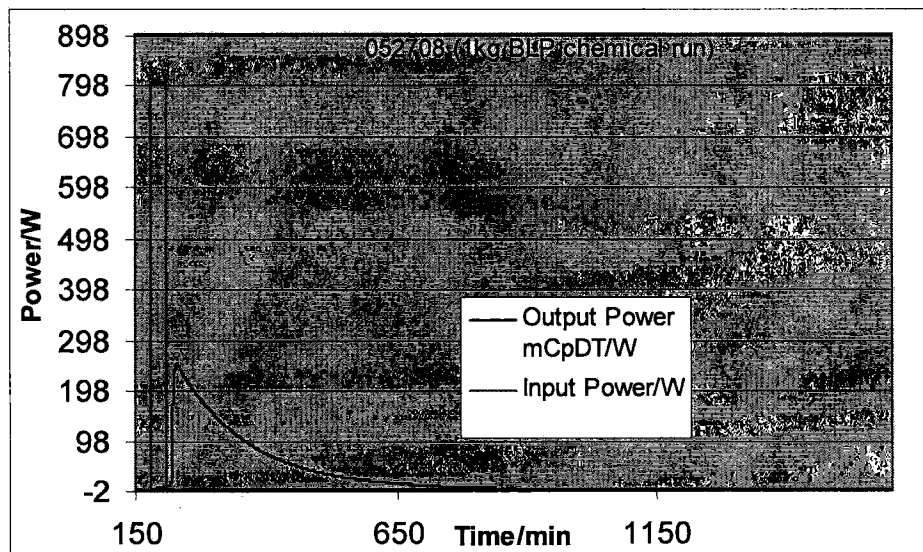 052708 (1kg BLP chemical run)
898
798
698
598
498
398
298
198
98
-2
Power/W
Output Power
mCpDT/W
Input Power/W
150
650
1150
Time/min